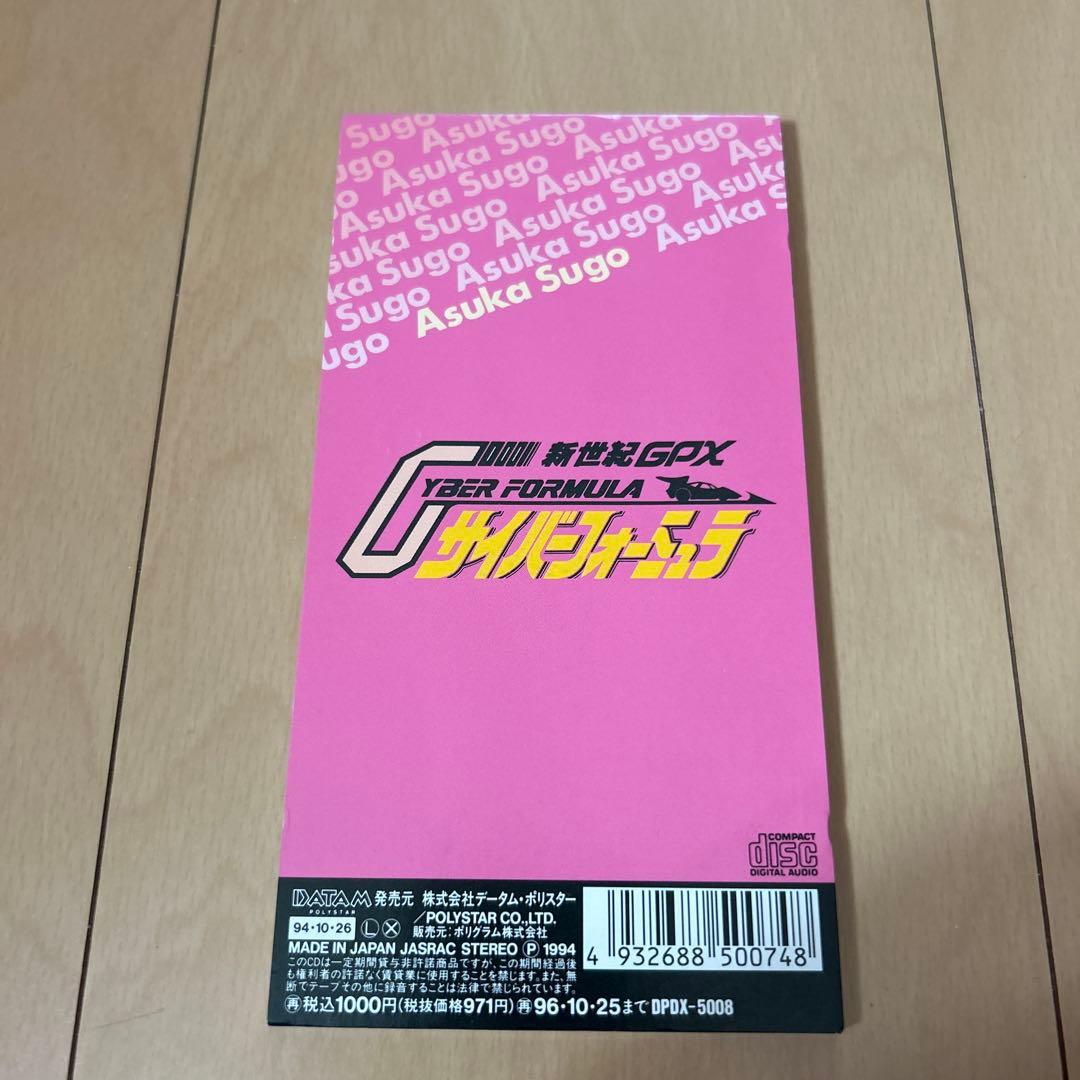 Sugo Asuka Sugo Asuka
Sugo Asuka Sugo Asuka Sugo Asuka
Asuka Sugo Asuka Sugo Asuka
Asuka Sugo Asuka Sugo Asuka S
Sugo Asuka Sugo
Sugo Asuka Sugo
新世紀GPX
CYBER FORMULA
サイバーフォーミュラ
COMPACT
disc
DIGITAL AUDIO
DATAM
POLYSTAR
発売元 株式会社データム・ポリスター
/POLYSTAR CO.,LTD.
94・10・26 Ⓛ Ⓧ 販売元:ポリグラム株式会社
MADE IN JAPAN JASRAC STEREO Ⓟ 1994
このCDは一定期間貸与非許諾商品ですが、この期間経過後
も権利者の許諾なく賃貸業に使用することを禁じます。また、無
断でテープその他に録音することは法律で禁じられています。
㊢税込1000円(税抜価格971円)㊢96・10・25まで DPDX-5008
4 932688 500748